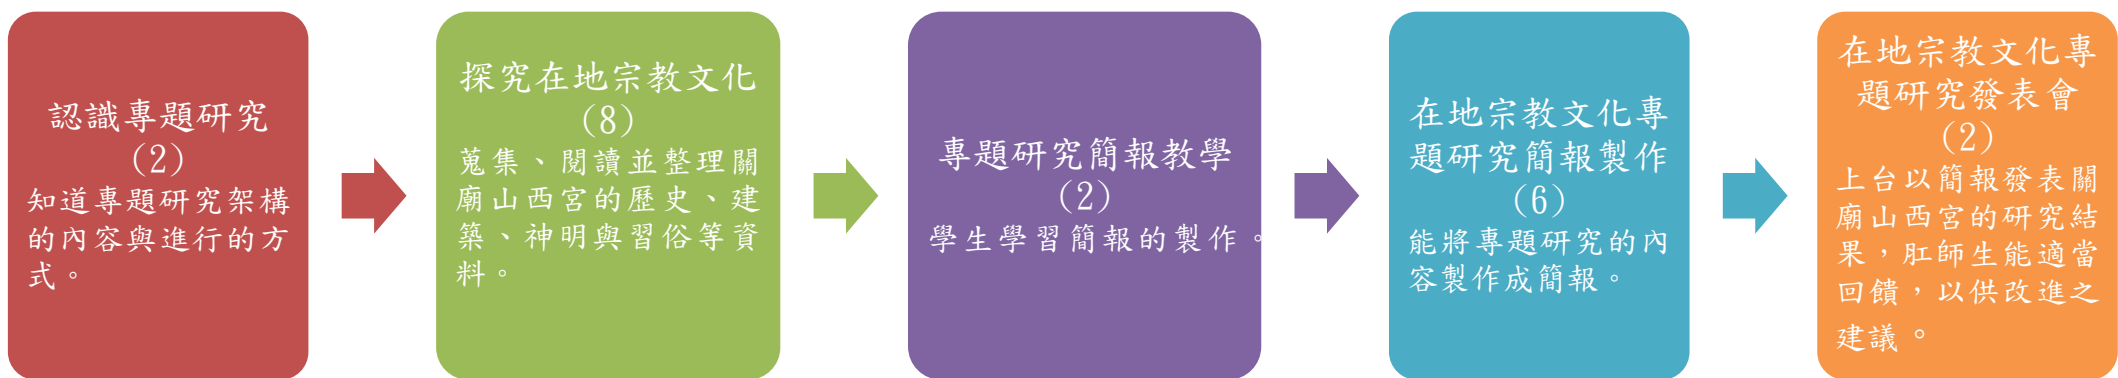 認識專題研究
(2)
知道專題研究架構
的內容與進行的方
式。
探究在地宗教文化
(8)
蒐集、閱讀並整理關
廟山西宮的歷史、建
築、神明與習俗等資
料。
專題研究簡報教學
(2)
學生學習簡報的製作。
在地宗教文化專
題研究簡報製作
(6)
能將專題研究的內
容製作成簡報。
在地宗教文化專
題研究發表會
(2)
上台以簡報發表關
廟山西宮的研究結
果，肛師生能適當
回饋，以供改進之
建議。